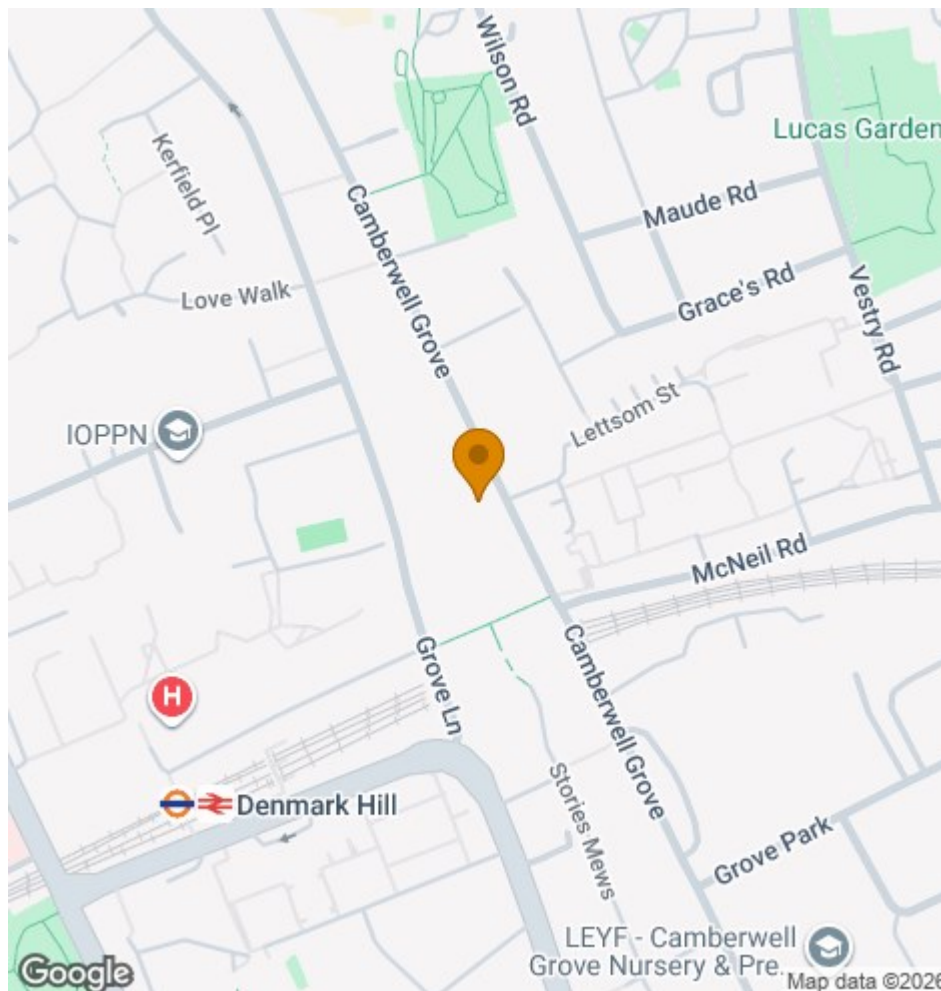 Wilson Rd
Lucas Garden
Kerfield Pl
Camberwell Grove
Maude Rd
Love Walk
Grace's Rd
Vestry Rd
IOPPN
Lettsom St
McNeil Rd
Grove Ln
Camberwell Grove
H
Denmark Hill
Stories Mews
Grove Park
LEYF - Camberwell
Grove Nursery & Pre...
Google
Map data ©2026